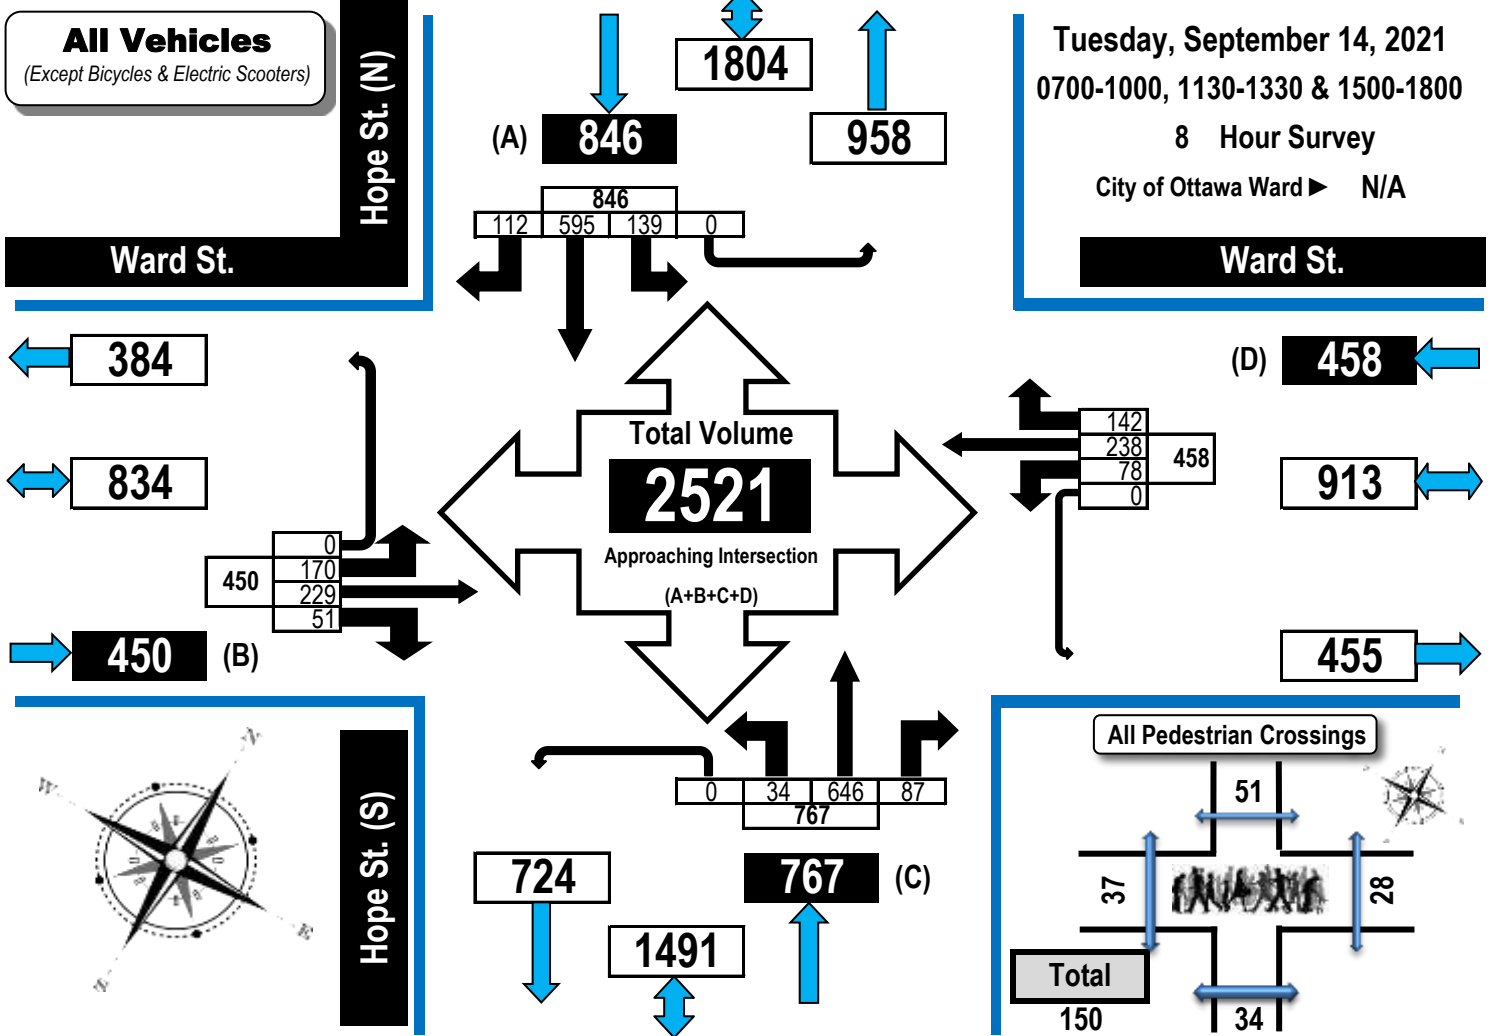 All Vehicles
(Except Bicycles & Electric Scooters)
Hope St. (N)
Ward St.
1804
(A)
846
958
846
112 595 139 0
Tuesday, September 14, 2021
0700-1000, 1130-1330 & 1500-1800
8 Hour Survey
City of Ottawa Ward ► N/A
Ward St.
384
834
0
170
229
51
450
450
(B)
Total Volume
2521
Approaching Intersection
(A+B+C+D)
(D)
458
142
238
78
0
458
913
455
0 34 646 87
767
724
767
(C)
1491
Hope St. (S)
N
W
E
S
All Pedestrian Crossings
51
37
28
Total
150
34